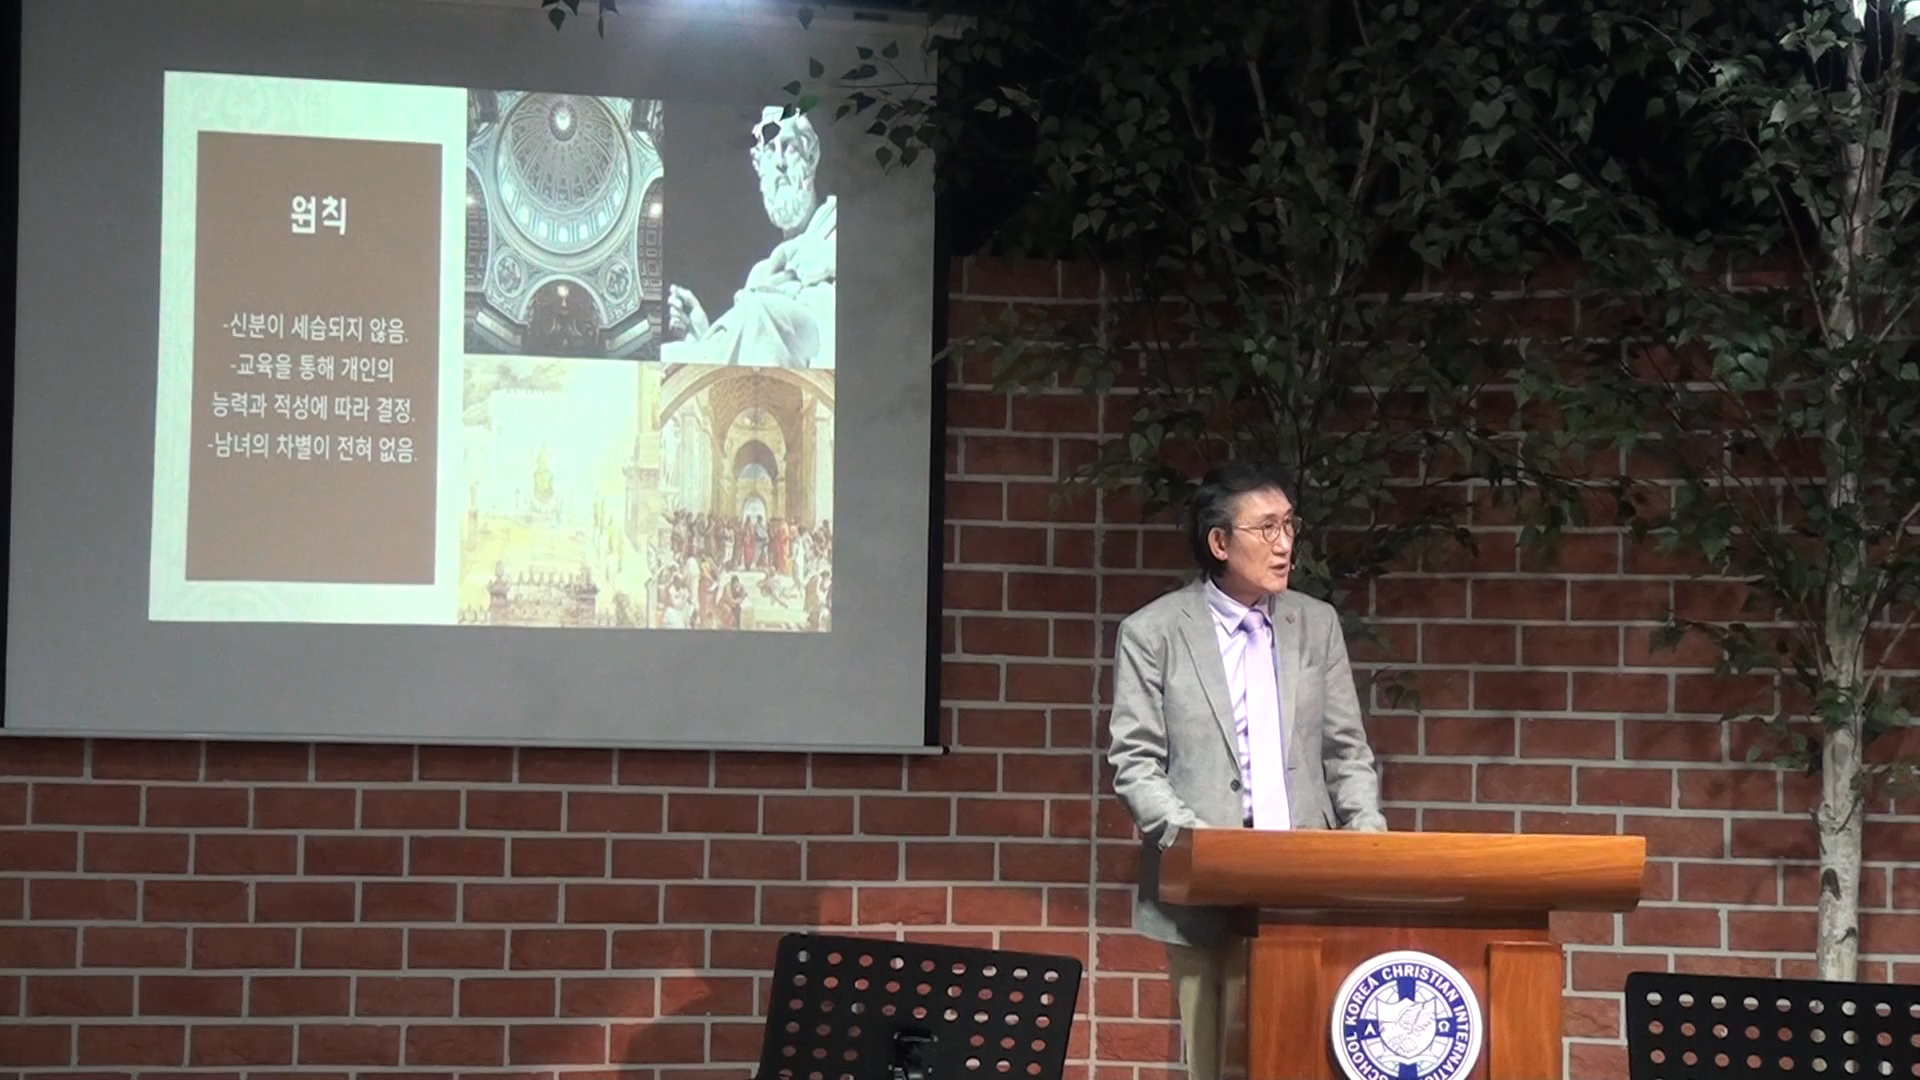 원칙
-신분이 세습되지 않음.
-교육을 통해 개인의
능력과 적성에 따라 결정.
-남녀의 차별이 전혀 없음.
KOREA CHRISTIAN INTERNATIONAL SCHOOL
Α Ω